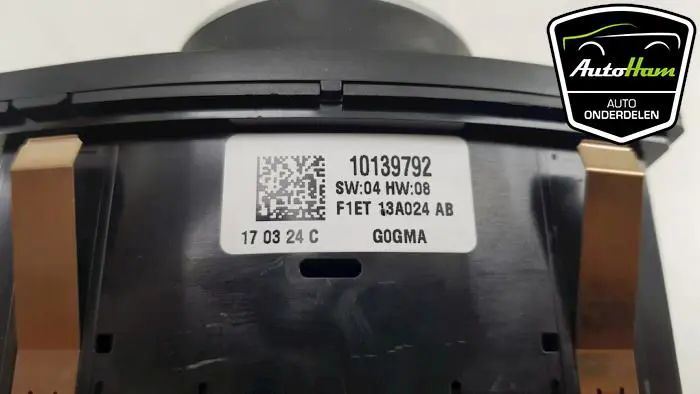 AutoHam
AUTO
ONDERDELEN
10139792
SW:04 HW:08
F1ET 13A024 AB
17 03 24 C
G0GMA